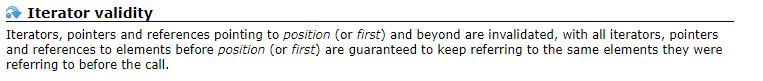 Iterator validity
Iterators, pointers and references pointing to position (or first) and beyond are invalidated, with all iterators, pointers
and references to elements before position (or first) are guaranteed to keep referring to the same elements they were
referring to before the call.